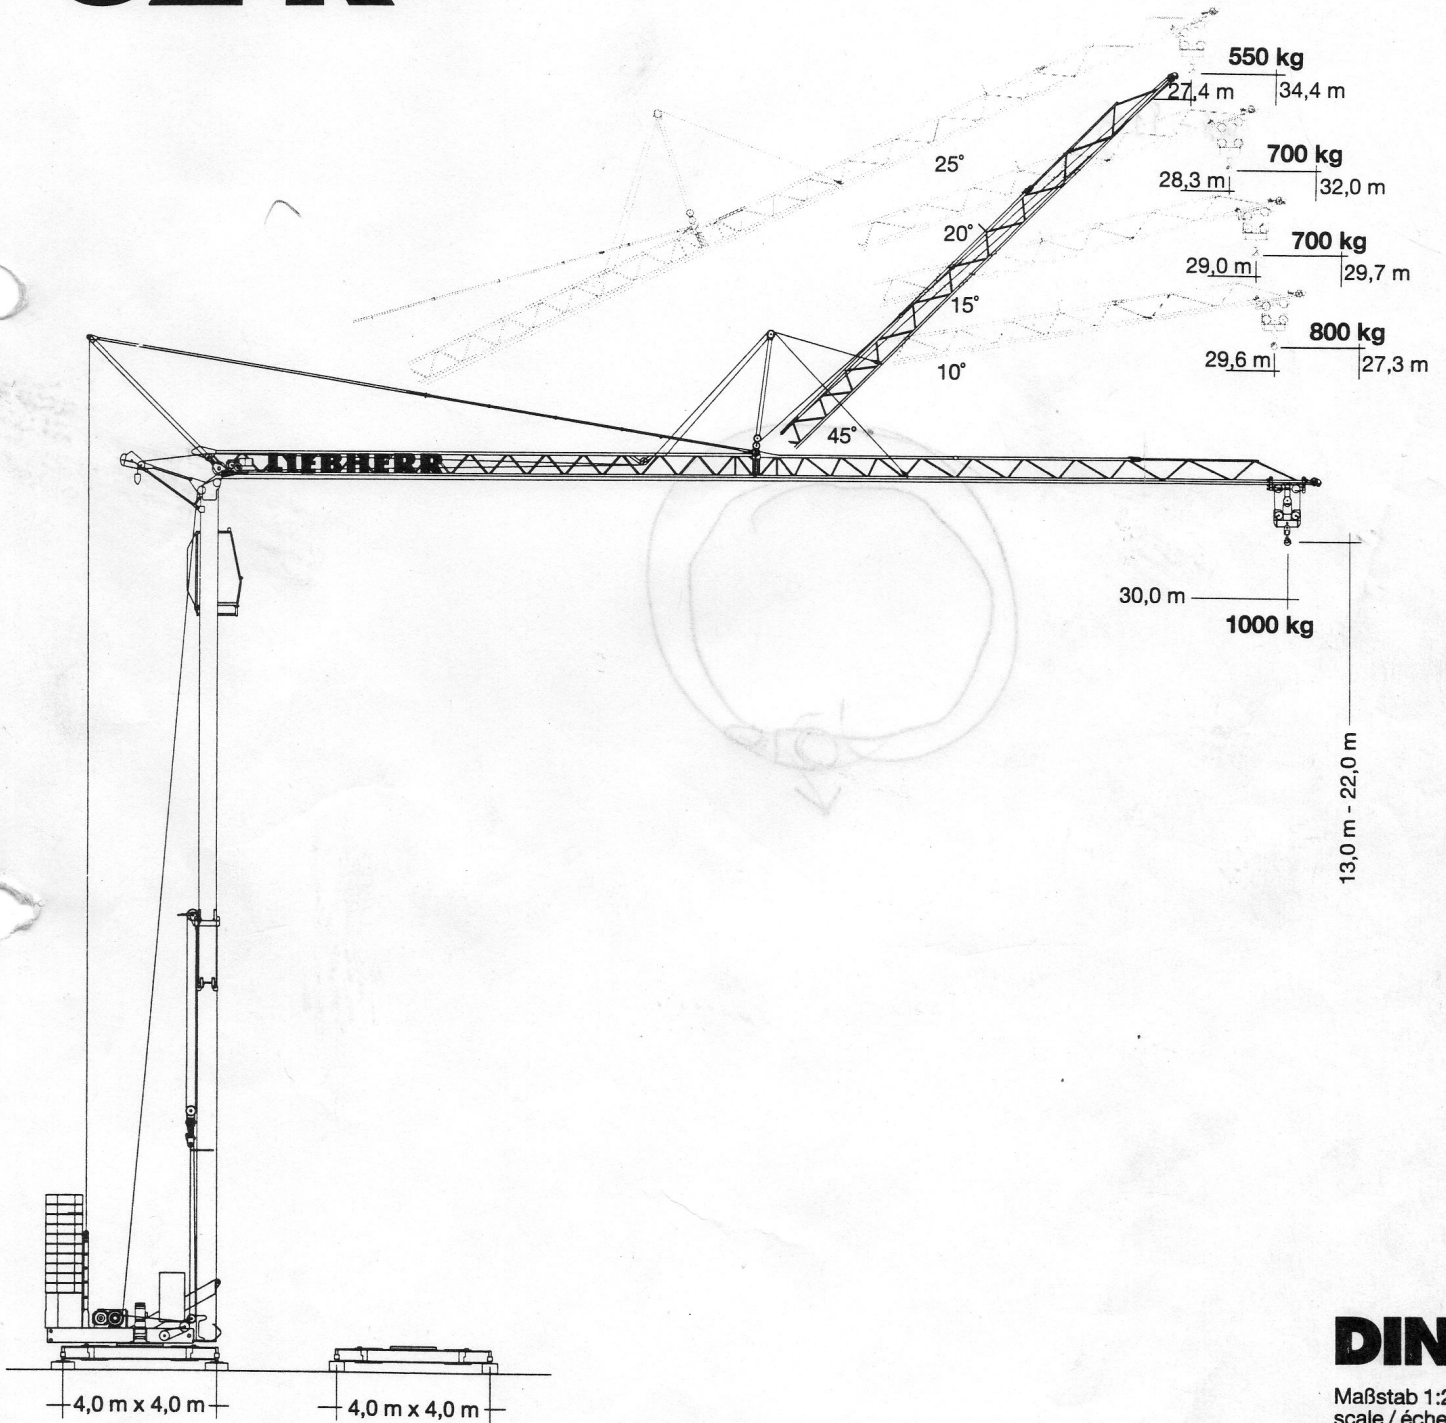 550 kg
27,4 m
34,4 m
25°
700 kg
28,3 m
32,0 m
20°
700 kg
29,0 m
29,7 m
15°
800 kg
29,6 m
27,3 m
10°
45°
LIEBHERR
30,0 m
1000 kg
13,0 m - 22,0 m
DIN
Maßstab 1:2
scale / éche
4,0 m x 4,0 m
4,0 m x 4,0 m